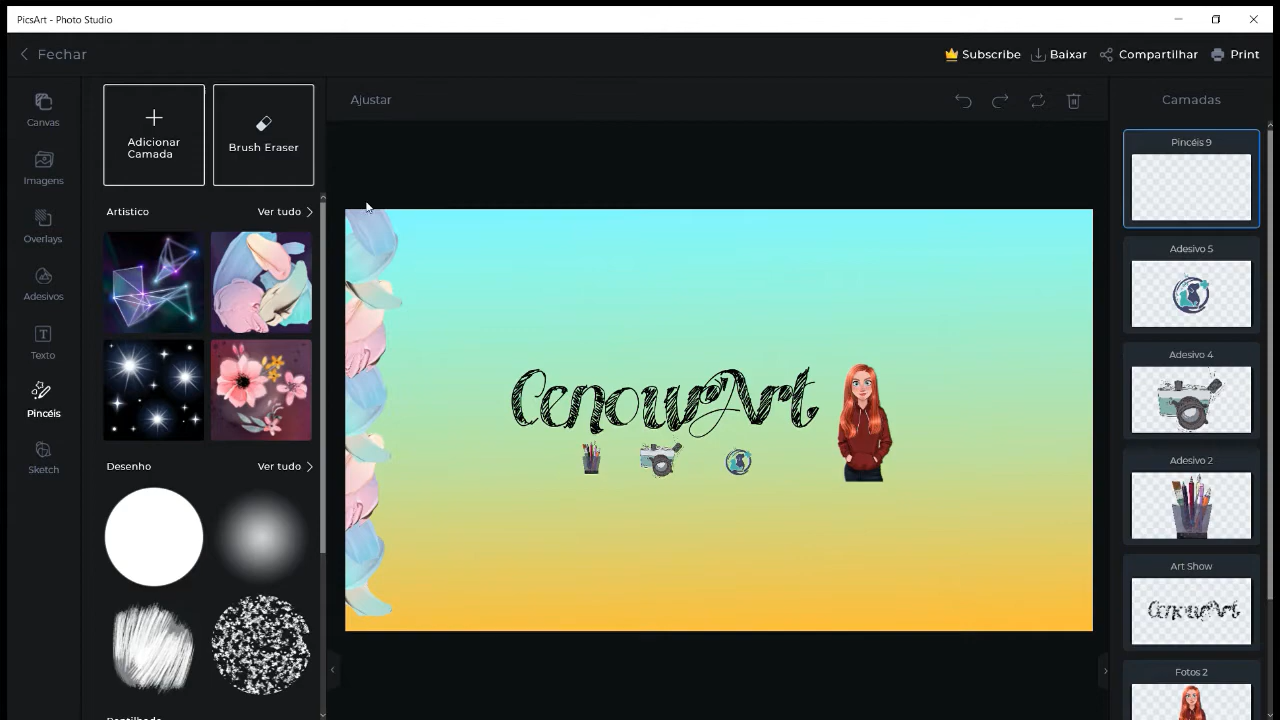 PicsArt - Photo Studio
Fechar
Subscribe
Baixar
Compartilhar
Print
Canvas
Imagens
Overlays
Adesivos
T
Texto
Pincéis
Sketch
Adicionar
Camada
Brush Eraser
Artistico
Ver tudo
Desenho
Ver tudo
Ajustar
CenourArt
Camadas
Pincéis 9
Adesivo 5
Adesivo 4
Adesivo 2
Art Show
CenourArt
Fotos 2